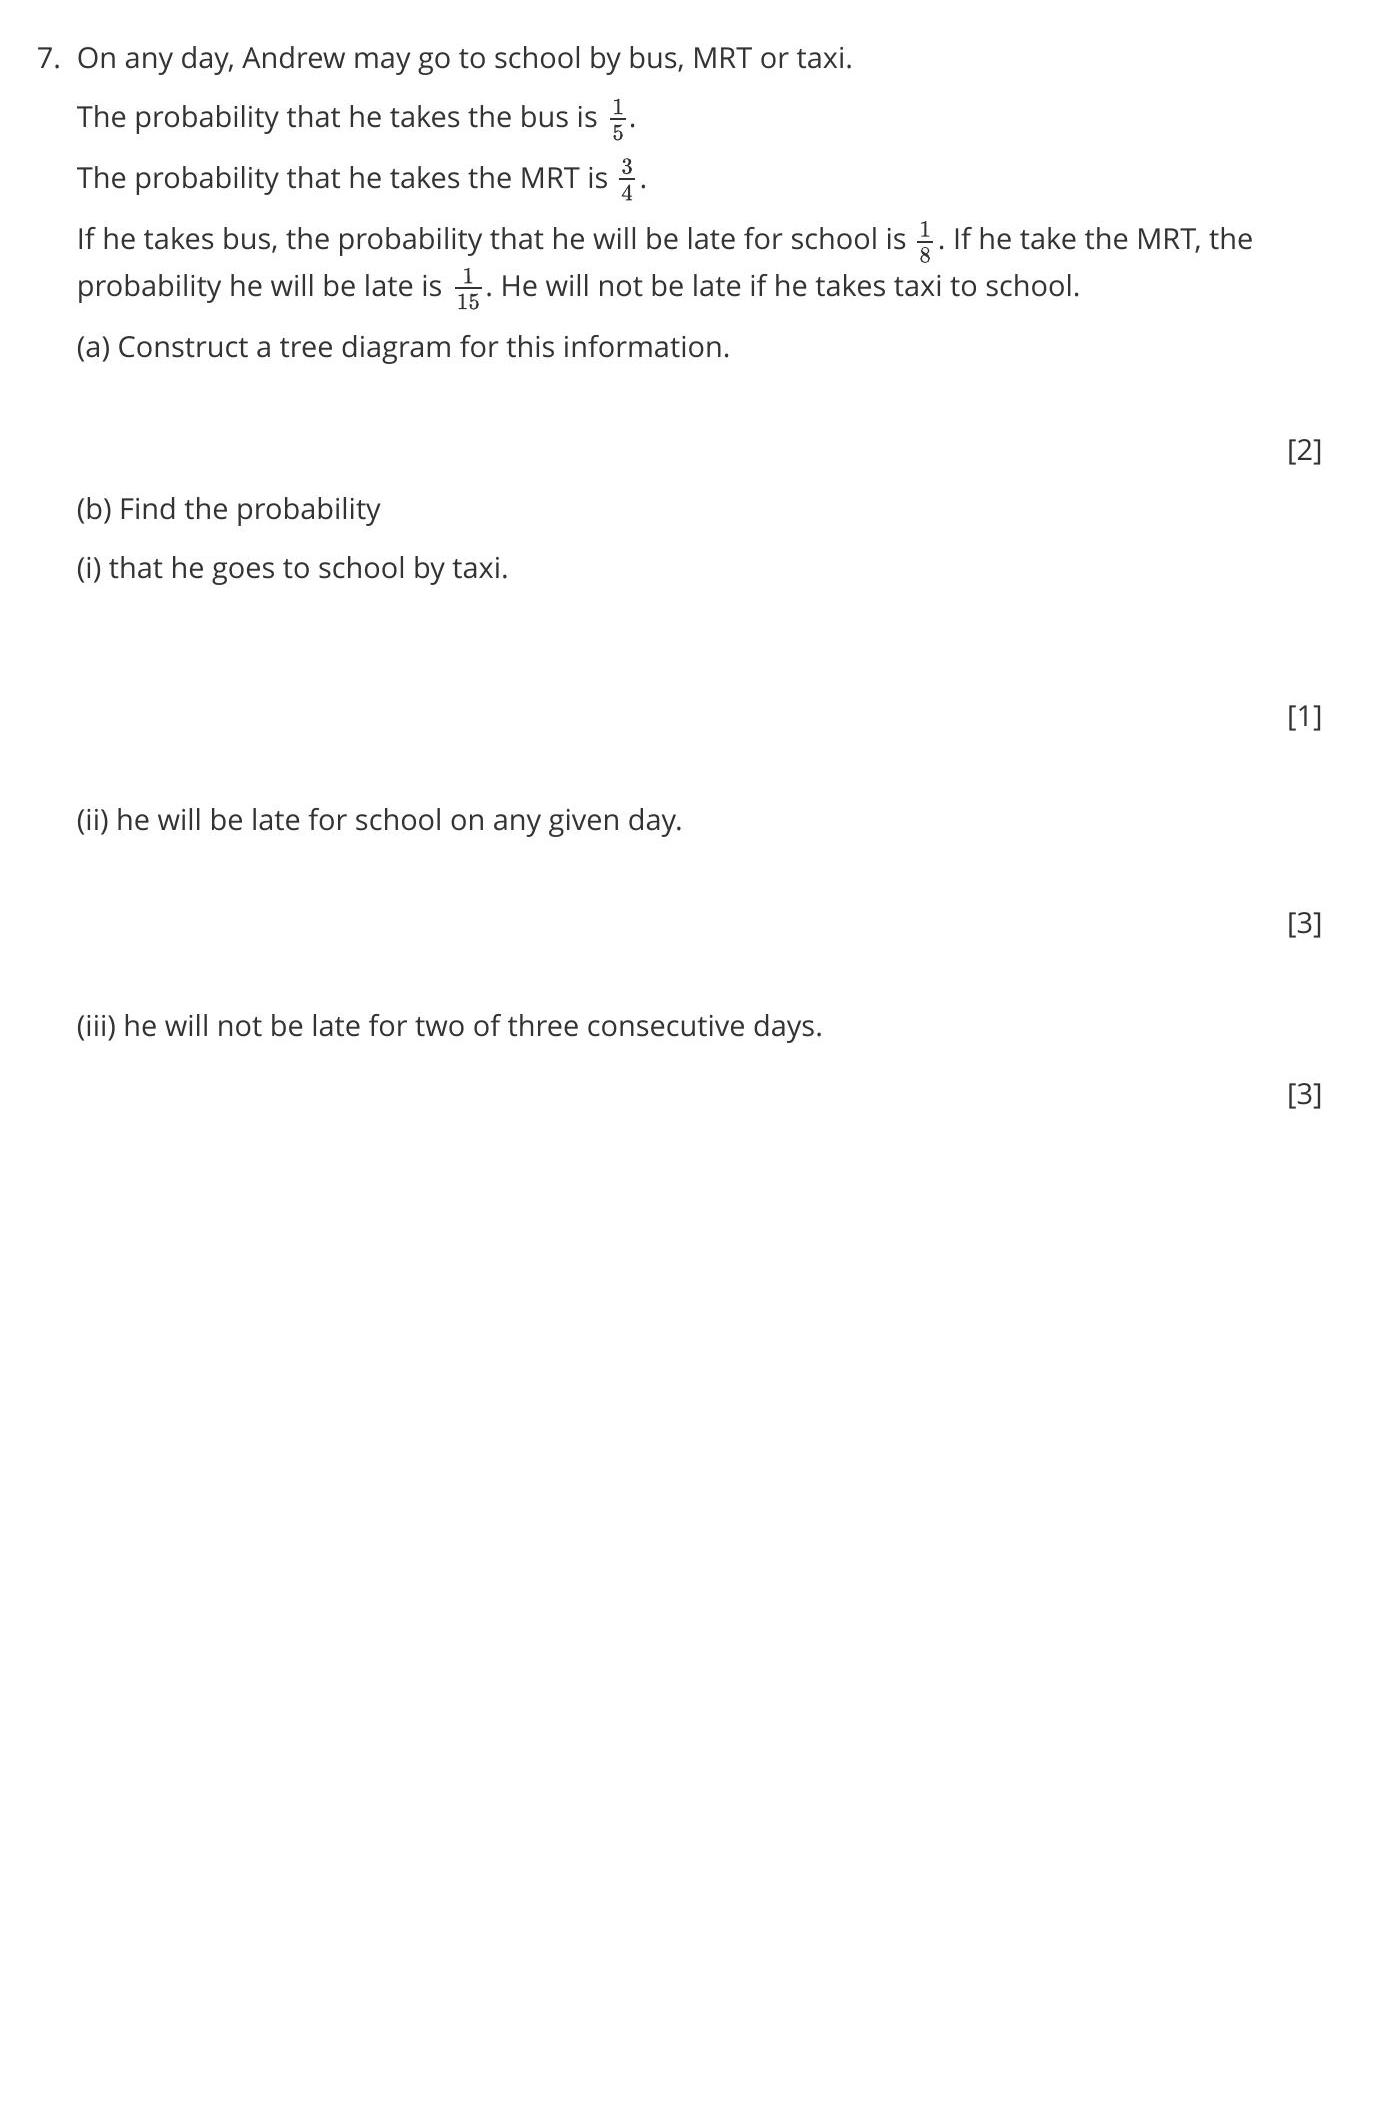 7. On any day, Andrew may go to school by bus, MRT or taxi.
The probability that he takes the bus is 1/5.
The probability that he takes the MRT is 3/4.
If he takes bus, the probability that he will be late for school is 1/8. If he take the MRT, the
probability he will be late is 1/15. He will not be late if he takes taxi to school.
(a) Construct a tree diagram for this information.
[2]
(b) Find the probability
(i) that he goes to school by taxi.
[1]
(ii) he will be late for school on any given day.
[3]
(iii) he will not be late for two of three consecutive days.
[3]